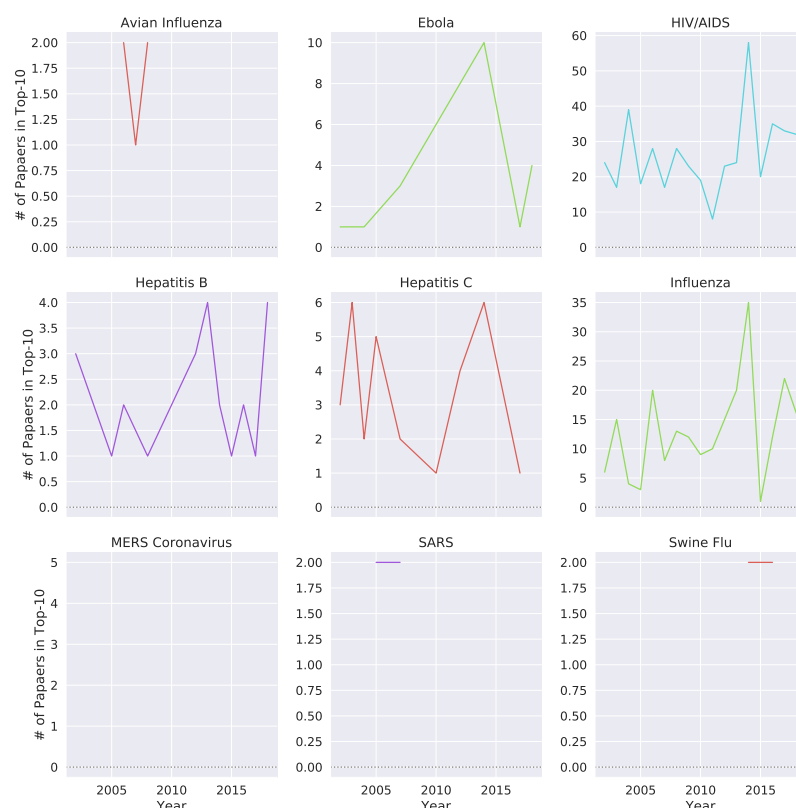 Avian Influenza Ebola HIV/AIDS
# of Papaers in Top-10
2.00 1.75 1.50 1.25 1.00 0.75 0.50 0.25 0.00
10 8 6 4 2 0
60 50 40 30 20 10 0
Hepatitis B Hepatitis C Influenza
# of Papaers in Top-10
4.0 3.5 3.0 2.5 2.0 1.5 1.0 0.5 0.0
6 5 4 3 2 1 0
35 30 25 20 15 10 5 0
MERS Coronavirus SARS Swine Flu
# of Papaers in Top-10
5 4 3 2 1 0
2.00 1.75 1.50 1.25 1.00 0.75 0.50 0.25 0.00
2.00 1.75 1.50 1.25 1.00 0.75 0.50 0.25 0.00
2005 2010 2015 2005 2010 2015 2005 2010 2015
Year Year Year